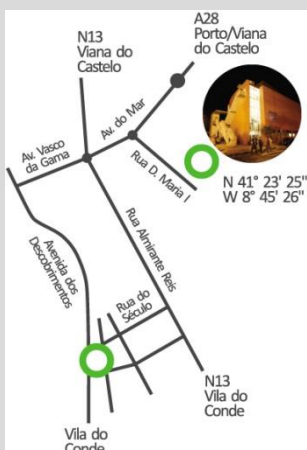 A28
Porto/Viana
do Castelo
N13
Viana do
Castelo
Av. do Mar
Av. Vasco
da Gama
Rua D. Maria I
N 41° 23' 25"
W 8° 45' 26"
Rua Almirante Reis
Avenida dos
Descobrimentos
Rua do
Século
N13
Vila do
Conde
Vila do
Conde